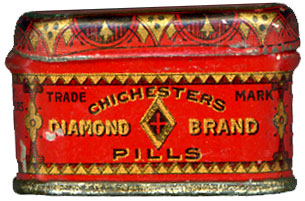 TRADE MARK
CHICHESTERS
DIAMOND BRAND
PILLS